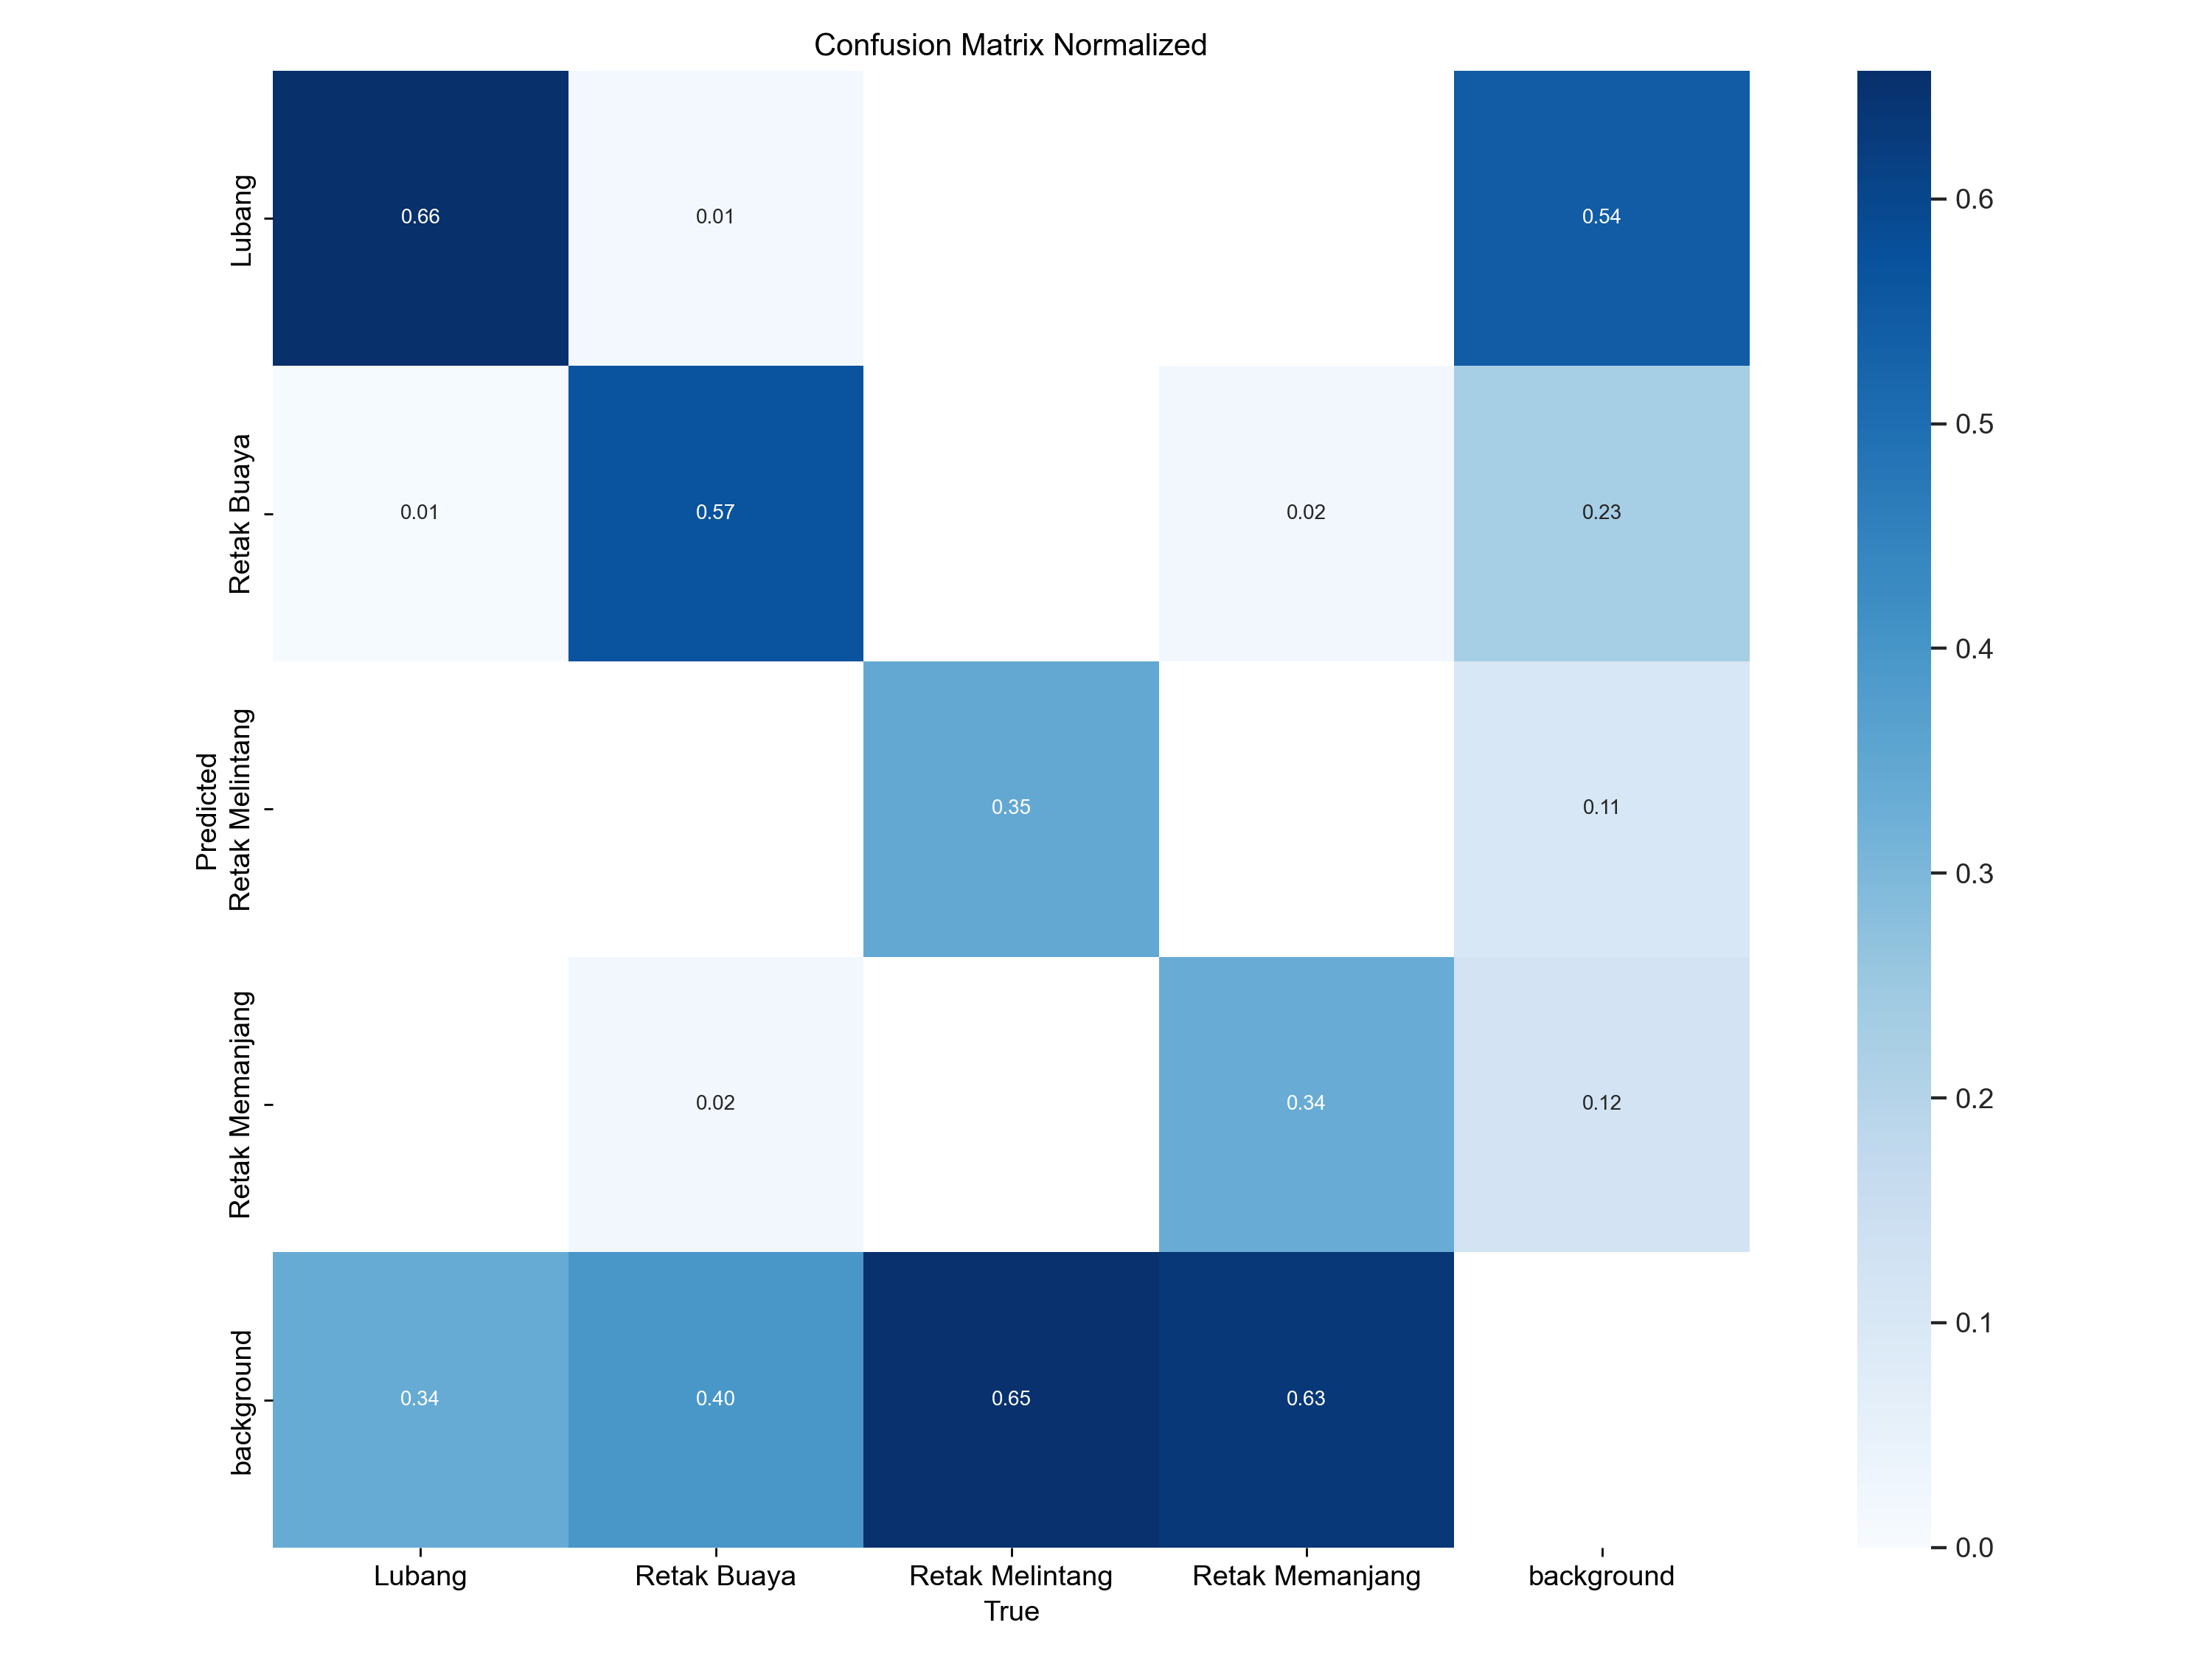 Confusion Matrix Normalized
Predicted
Lubang
0.66
0.01
0.54
Retak Buaya
0.01
0.57
0.02
0.23
Retak Melintang
0.35
0.11
Retak Memanjang
0.02
0.34
0.12
background
0.34
0.40
0.65
0.63
Lubang
Retak Buaya
Retak Melintang
Retak Memanjang
background
True
0.6
0.5
0.4
0.3
0.2
0.1
0.0